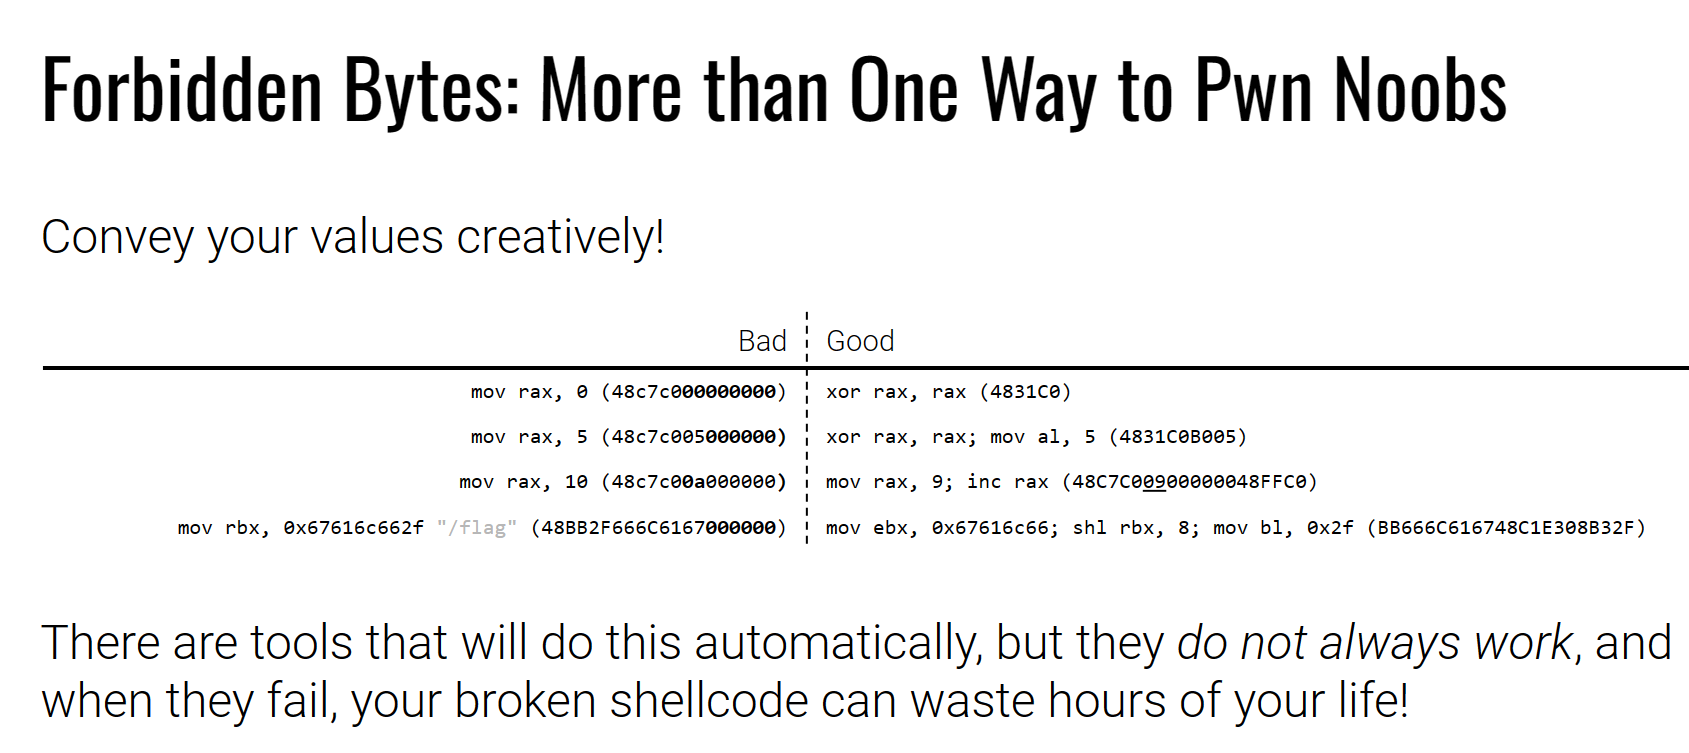 Forbidden Bytes: More than One Way to Pwn Noobs
Convey your values creatively!
Bad Good
mov rax, 0 (48c7c000000000) xor rax, rax (4831C0)
mov rax, 5 (48c7c005000000) xor rax, rax; mov al, 5 (4831C0B005)
mov rax, 10 (48c7c00a000000) mov rax, 9; inc rax (48C7C00900000048FFC0)
mov rbx, 0x67616c662f "/flag" (48BB2F666C6167000000) mov ebx, 0x67616c66; shl rbx, 8; mov bl, 0x2f (BB666C616748C1E308B32F)
There are tools that will do this automatically, but they do not always work, and
when they fail, your broken shellcode can waste hours of your life!